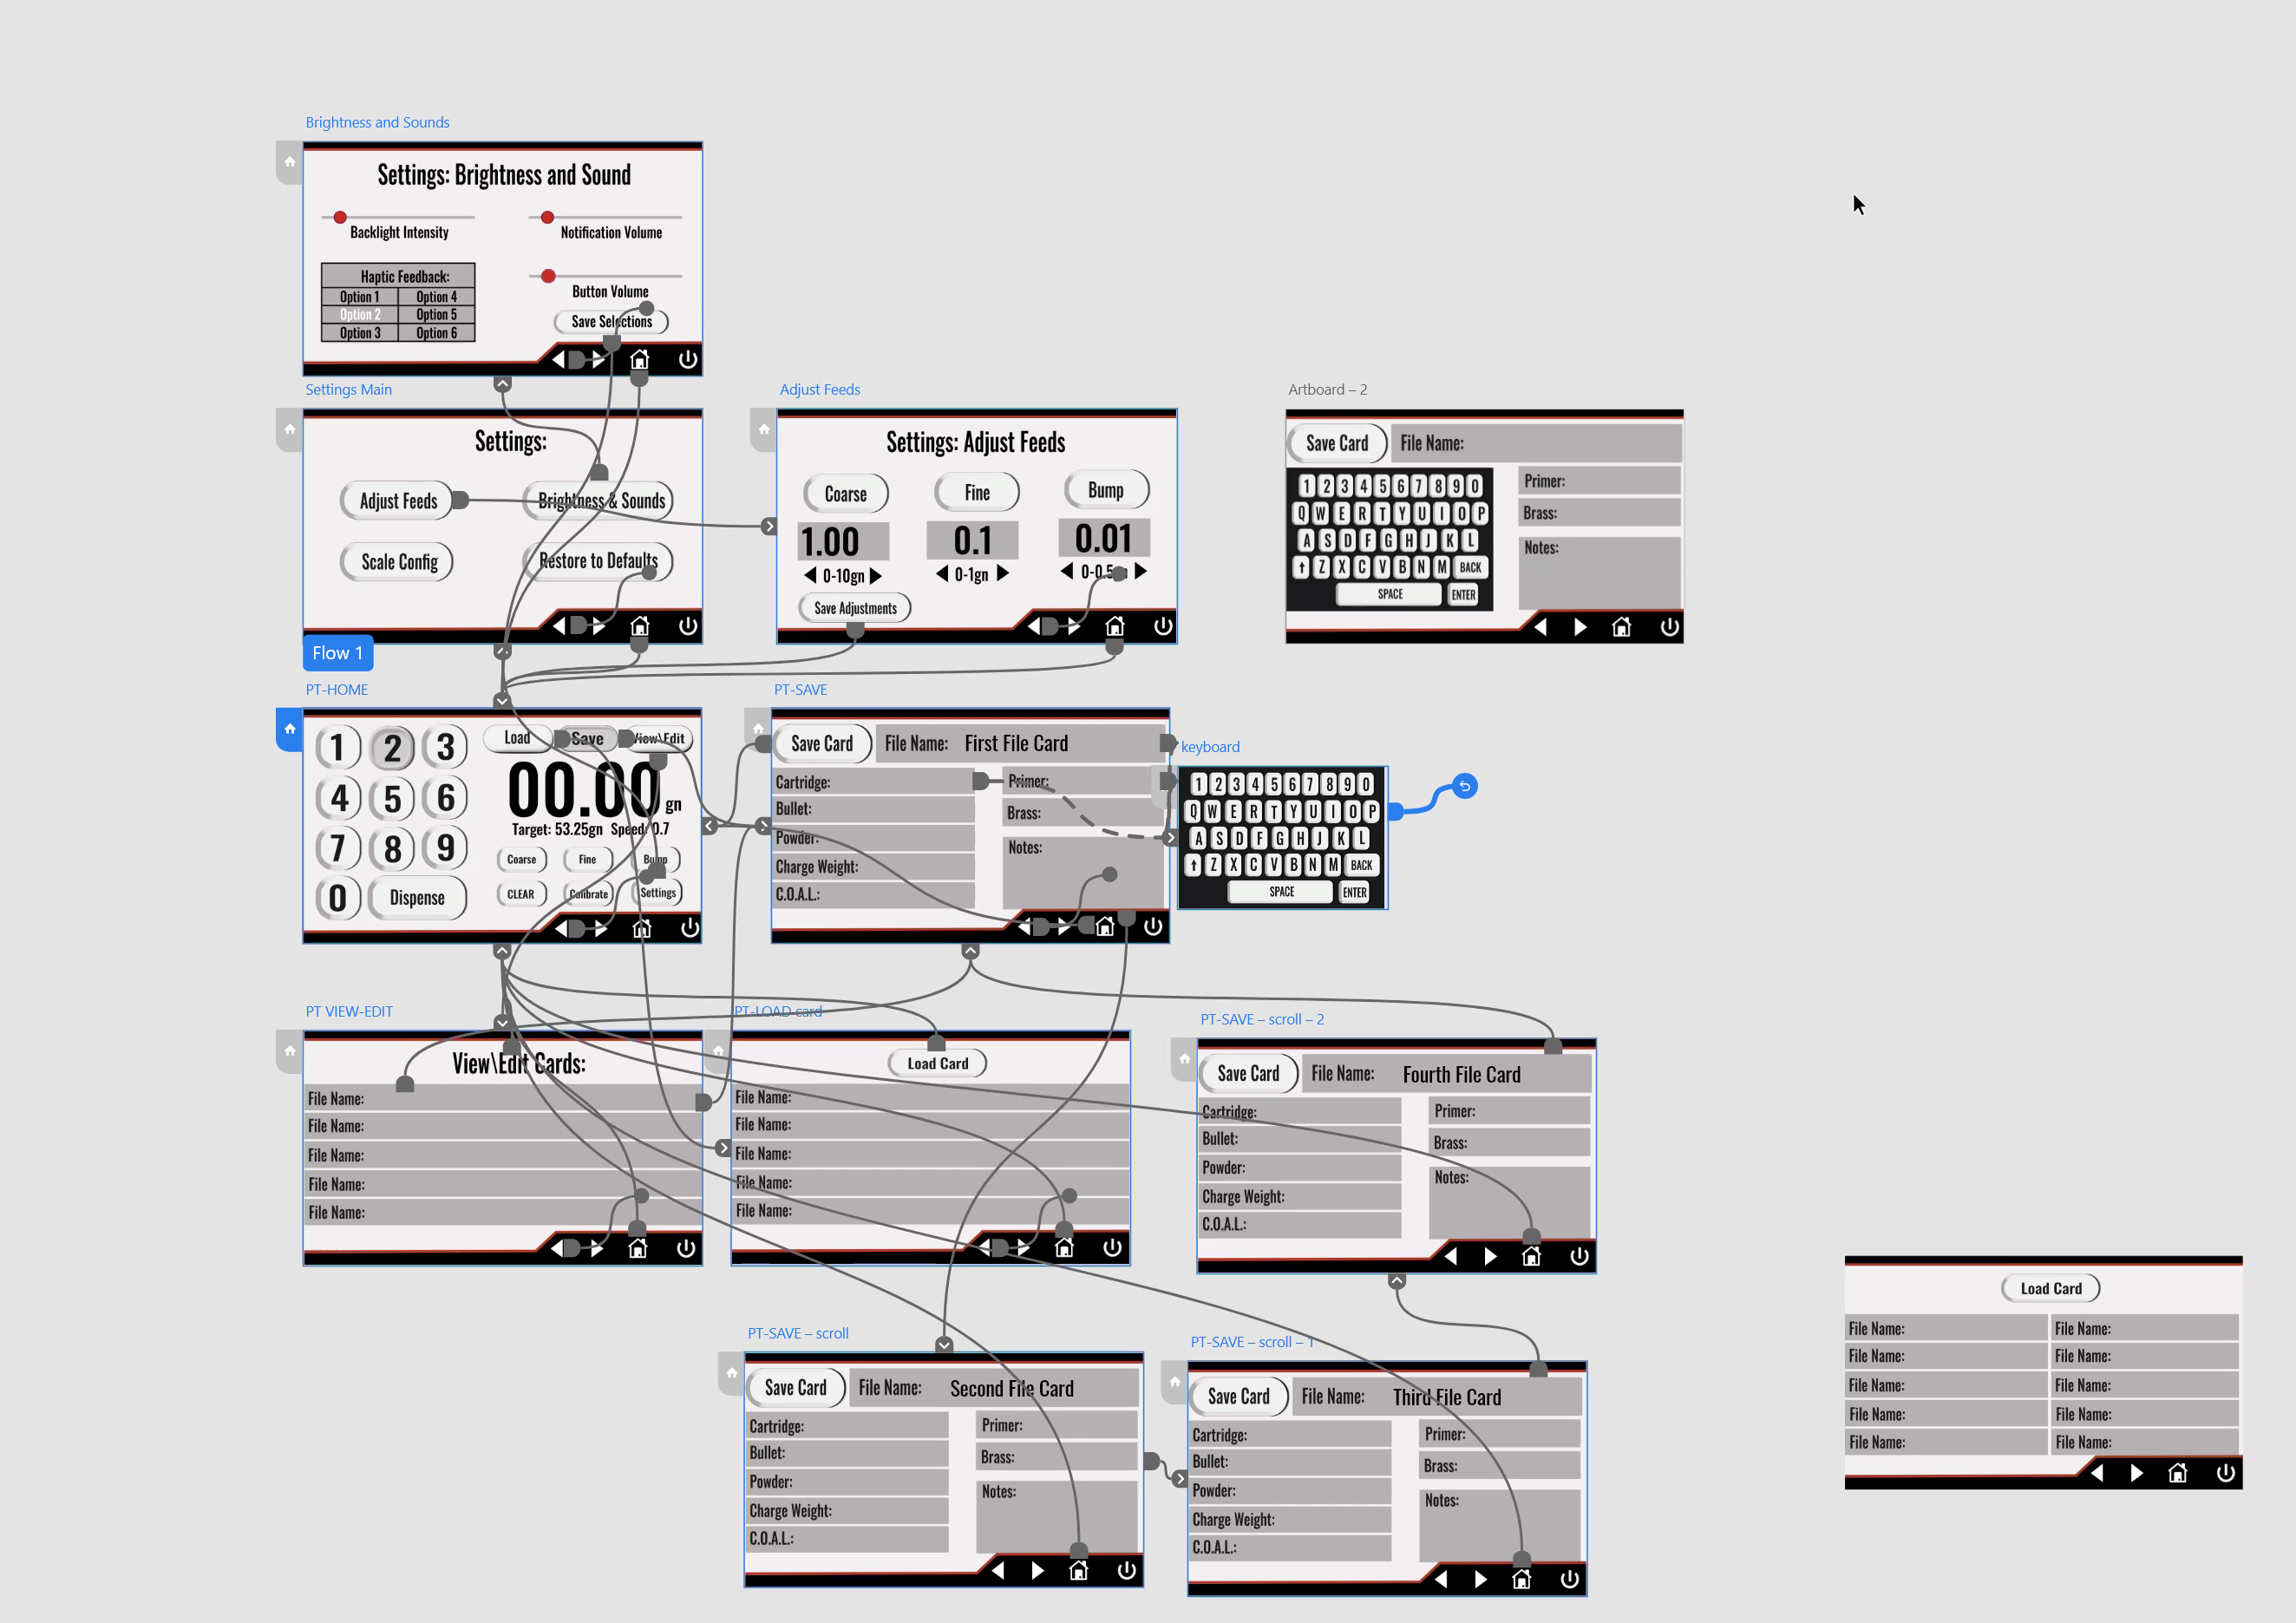 Brightness and Sounds
Settings: Brightness and Sound
Backlight Intensity
Notification Volume
Haptic Feedback:
Option 1 Option 4
Option 2 Option 5
Option 3 Option 6
Button Volume
Save Selections
Settings Main
Settings:
Adjust Feeds
Brightness & Sounds
Scale Config
Restore to Defaults
Adjust Feeds
Settings: Adjust Feeds
Coarse
Fine
Bump
1.00
0.1
0.01
0-10gn
0-1gn
Save Adjustments
Artboard – 2
Save Card
File Name:
1 2 3 4 5 6 7 8 9 0
Q W E R T Y U I O P
A S D F G H J K L
Z X C V B N M BACK
SPACE ENTER
Primer:
Brass:
Notes:
Flow 1
PT-HOME
1 2 3
4 5 6
7 8 9
0 Dispense
Load Save View\Edit
00.00 gn
Target: 53.25gn Speed: 0.7
Coarse Fine Bump
CLEAR Calibrate Settings
PT-SAVE
Save Card
File Name: First File Card
Cartridge:
Bullet:
Powder:
Charge Weight:
C.O.A.L.:
Primer:
Brass:
Notes:
keyboard
1 2 3 4 5 6 7 8 9 0
Q W E R T Y U I O P
A S D F G H J K L
Z X C V B N M BACK
SPACE ENTER
PT VIEW-EDIT
View\Edit Cards:
File Name:
File Name:
File Name:
File Name:
File Name:
PT-LOAD card
Load Card
File Name:
File Name:
File Name:
File Name:
File Name:
PT-SAVE – scroll – 2
Save Card
File Name: Fourth File Card
Cartridge:
Bullet:
Powder:
Charge Weight:
C.O.A.L.:
Primer:
Brass:
Notes:
PT-SAVE – scroll
Save Card
File Name: Second File Card
Cartridge:
Bullet:
Powder:
Charge Weight:
C.O.A.L.:
Primer:
Brass:
Notes:
PT-SAVE – scroll – 1
Save Card
File Name: Third File Card
Cartridge:
Bullet:
Powder:
Charge Weight:
C.O.A.L.:
Primer:
Brass:
Notes:
Load Card
File Name: File Name:
File Name: File Name:
File Name: File Name:
File Name: File Name:
File Name: File Name: